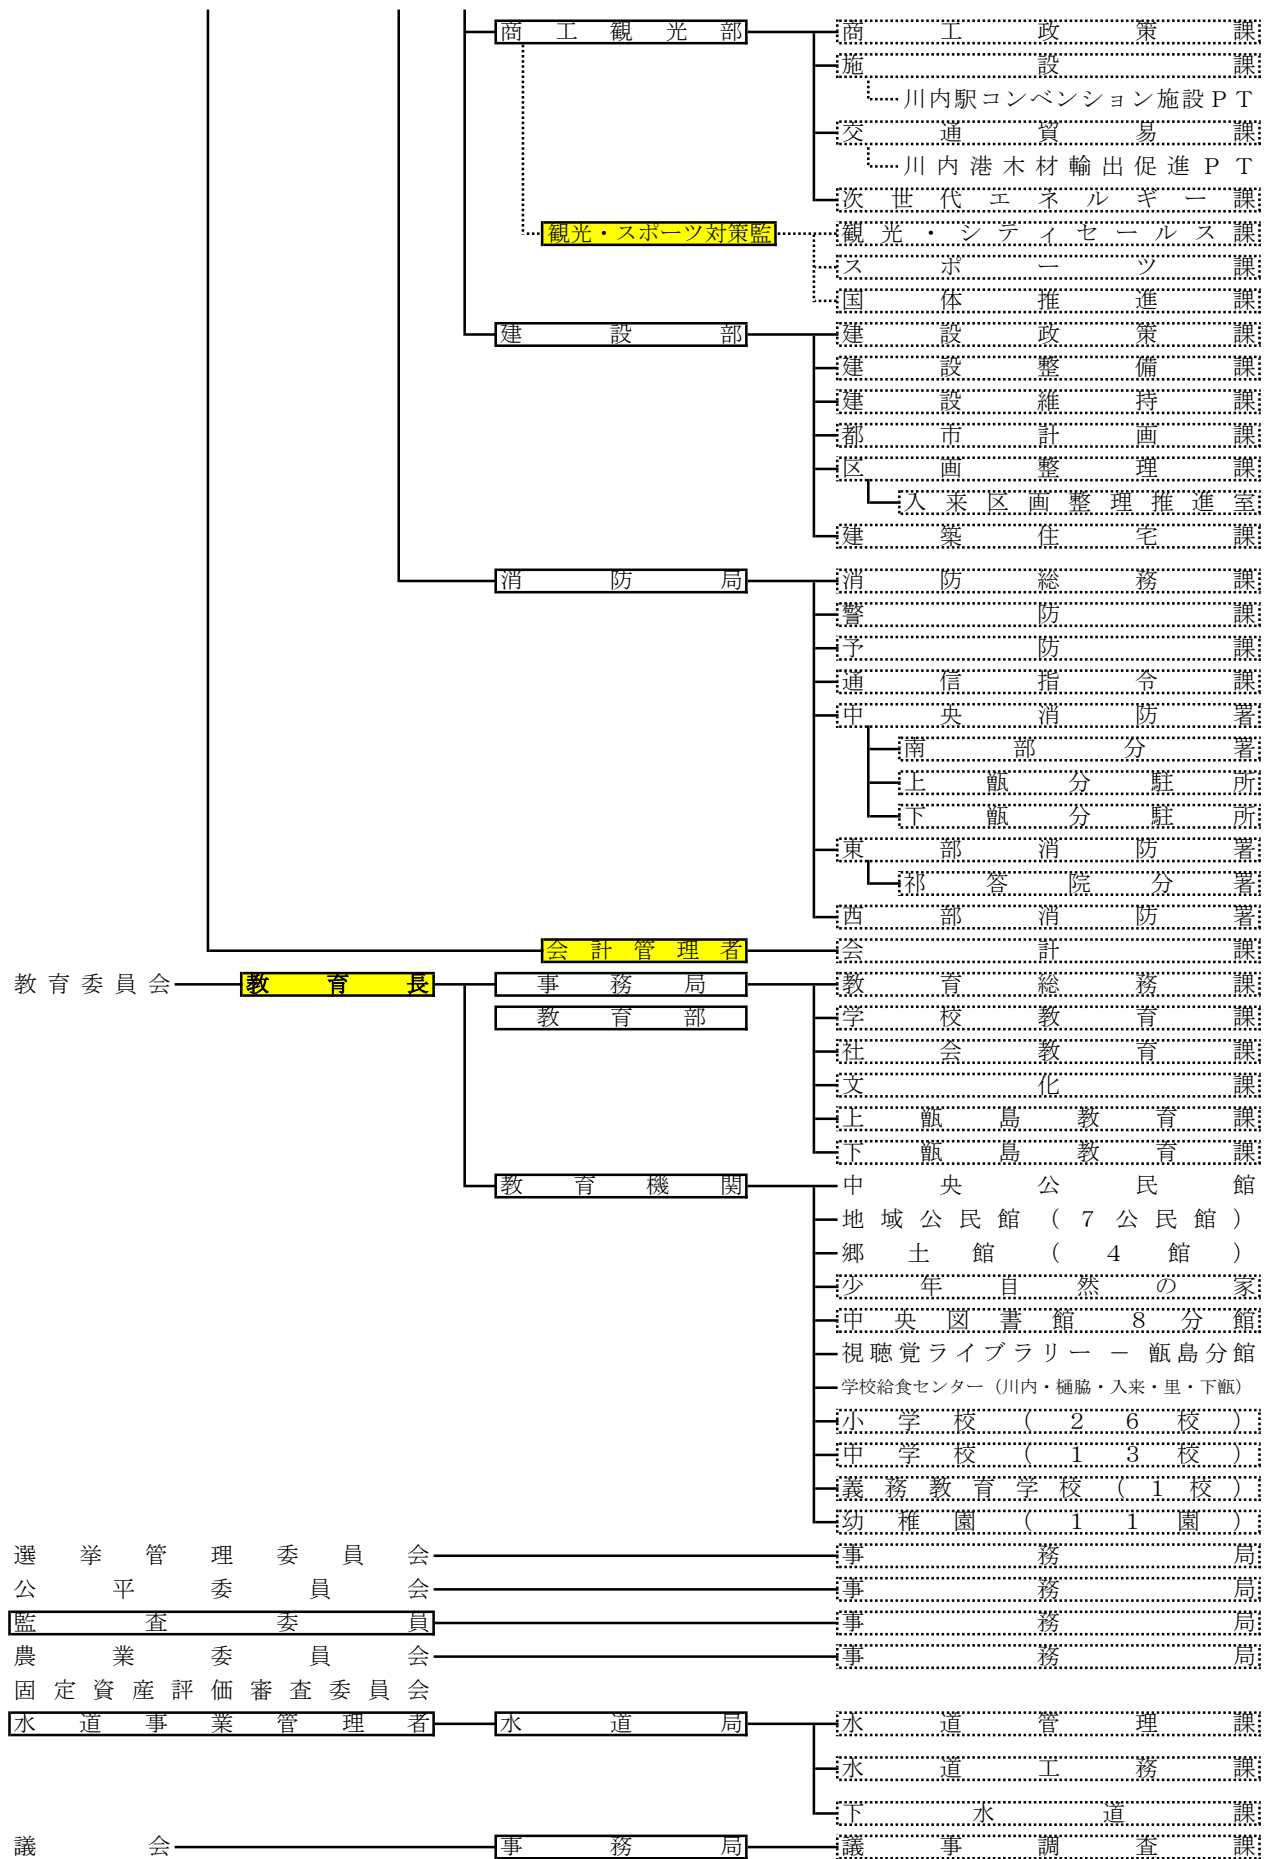 商工観光部 商工政策課
施設課
川内駅コンベンション施設ＰＴ
交通貿易課
川内港木材輸出促進ＰＴ
次世代エネルギー課
観光・スポーツ対策監 観光・シティセールス課
スポーツ課
国体推進課
建設部 建設政策課
建設整備課
建設維持課
都市計画課
区画整理課
入来区画整理推進室
建築住宅課
消防局 消防総務課
警防課
予防課
通信指令課
中央消防署
南部分署
上甑分駐所
下甑分駐所
東部消防署
祁答院分署
西部消防署
会計管理者 会計課
教育委員会 教育長 事務局 教育総務課
教育部 学校教育課
社会教育課
文化課
上甑島教育課
下甑島教育課
教育機関 中央公民館
地域公民館（７公民館）
郷土館（４館）
少年自然の家
中央図書館 ８分館
視聴覚ライブラリー － 甑島分館
学校給食センター（川内・樋脇・入来・里・下甑）
小学校（２６校）
中学校（１３校）
義務教育学校（１校）
幼稚園（１１園）
選挙管理委員会 事務局
公平委員会 事務局
監査委員 事務局
農業委員会 事務局
固定資産評価審査委員会
水道事業管理者 水道局 水道管理課
水道工務課
下水道課
議会 事務局 議事調査課